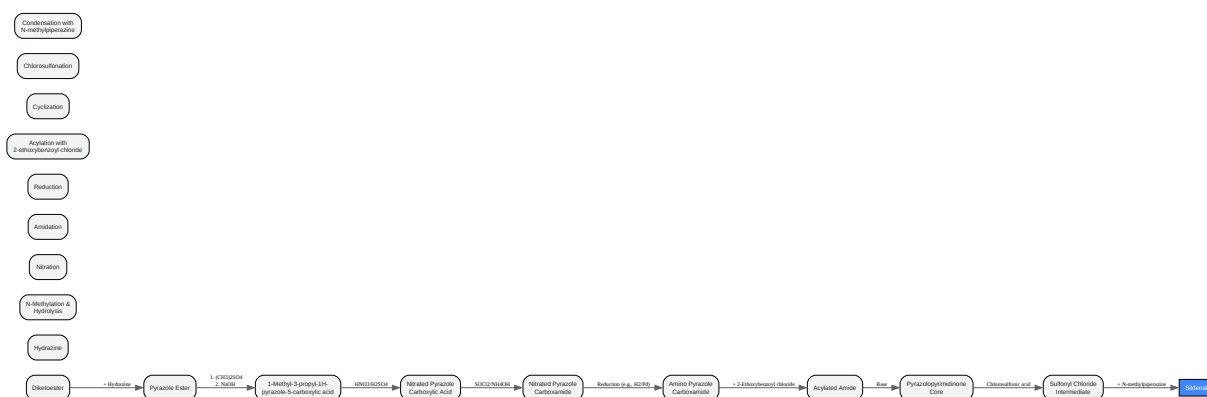 Condensation with
N-methylpiperazine
Chlorosulfonation
Cyclization
Acylation with
2-ethoxybenzoyl chloride
Reduction
Amidation
Nitration
N-Methylation &
Hydrolysis
Hydrazine
Diketoester
+ Hydrazine
Pyrazole Ester
1. (CH3)2SO4
2. NaOH
1-Methyl-3-propyl-1H-
pyrazole-5-carboxylic acid
HNO3/H2SO4
Nitrated Pyrazole
Carboxylic Acid
SOCl2/NH4OH
Nitrated Pyrazole
Carboxamide
Reduction (e.g., H2/Pd)
Amino Pyrazole
Carboxamide
+ 2-Ethoxybenzoyl chloride
Acylated Amide
Base
Pyrazolopyrimidinone
Core
Chlorosulfonic acid
Sulfonyl Chloride
Intermediate
+ N-methylpiperazine